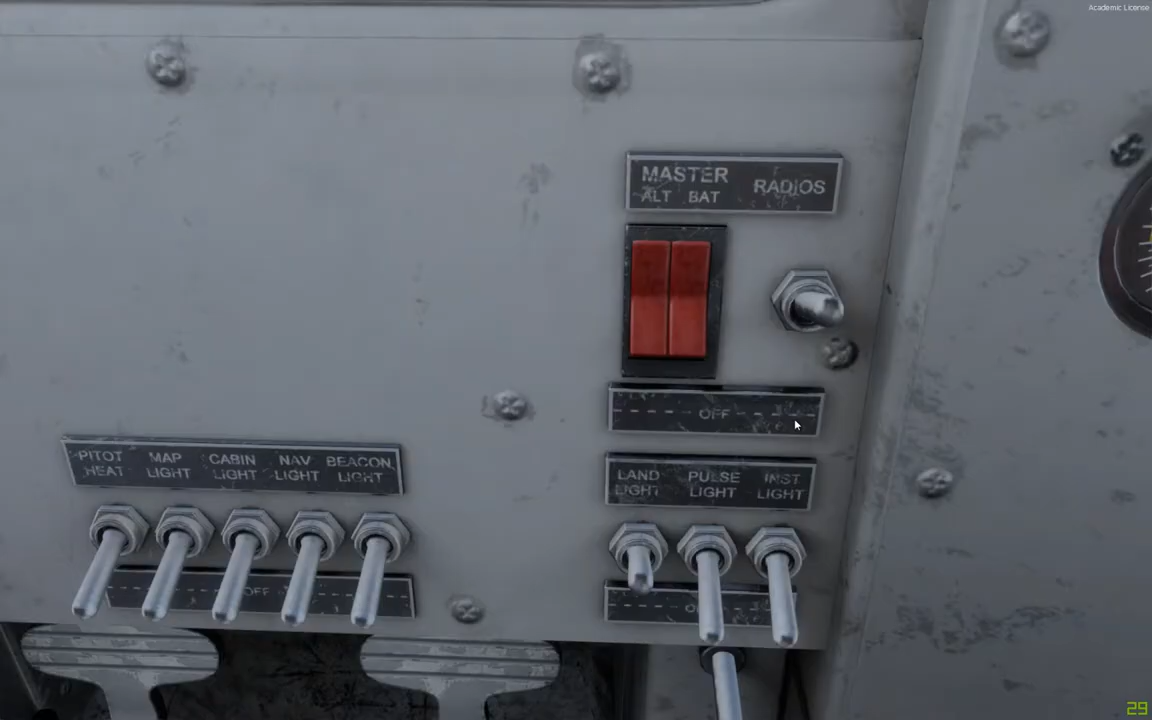 Academic License
MASTER
ALT BAT
RADIOS
OFF
PITOT HEAT
MAP LIGHT
CABIN LIGHT
NAV LIGHT
BEACON LIGHT
LAND LIGHT
PULSE LIGHT
INST LIGHT
OFF
29